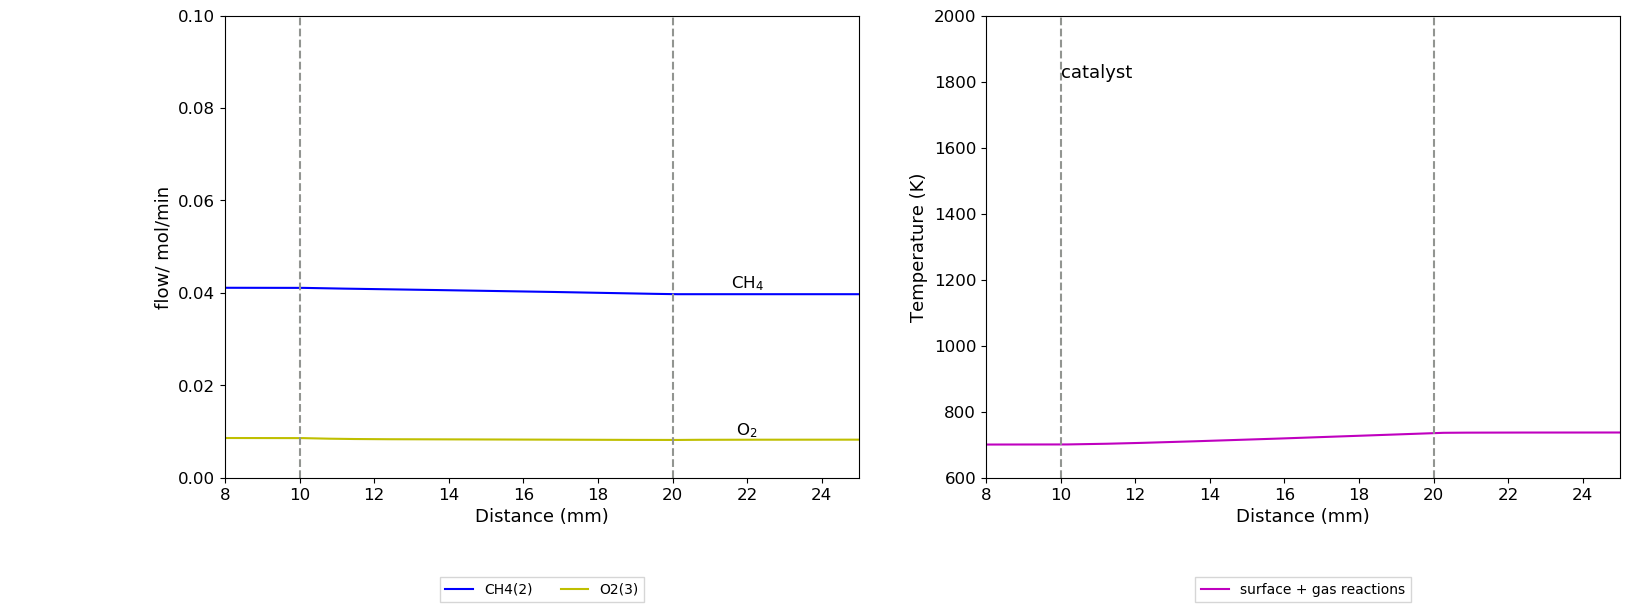 0.10
0.08
0.06
0.04
0.02
0.00
flow/ mol/min
CH₄
O₂
8 10 12 14 16 18 20 22 24
Distance (mm)
CH4(2) O2(3)
2000
1800
1600
1400
1200
1000
800
600
Temperature (K)
catalyst
8 10 12 14 16 18 20 22 24
Distance (mm)
surface + gas reactions